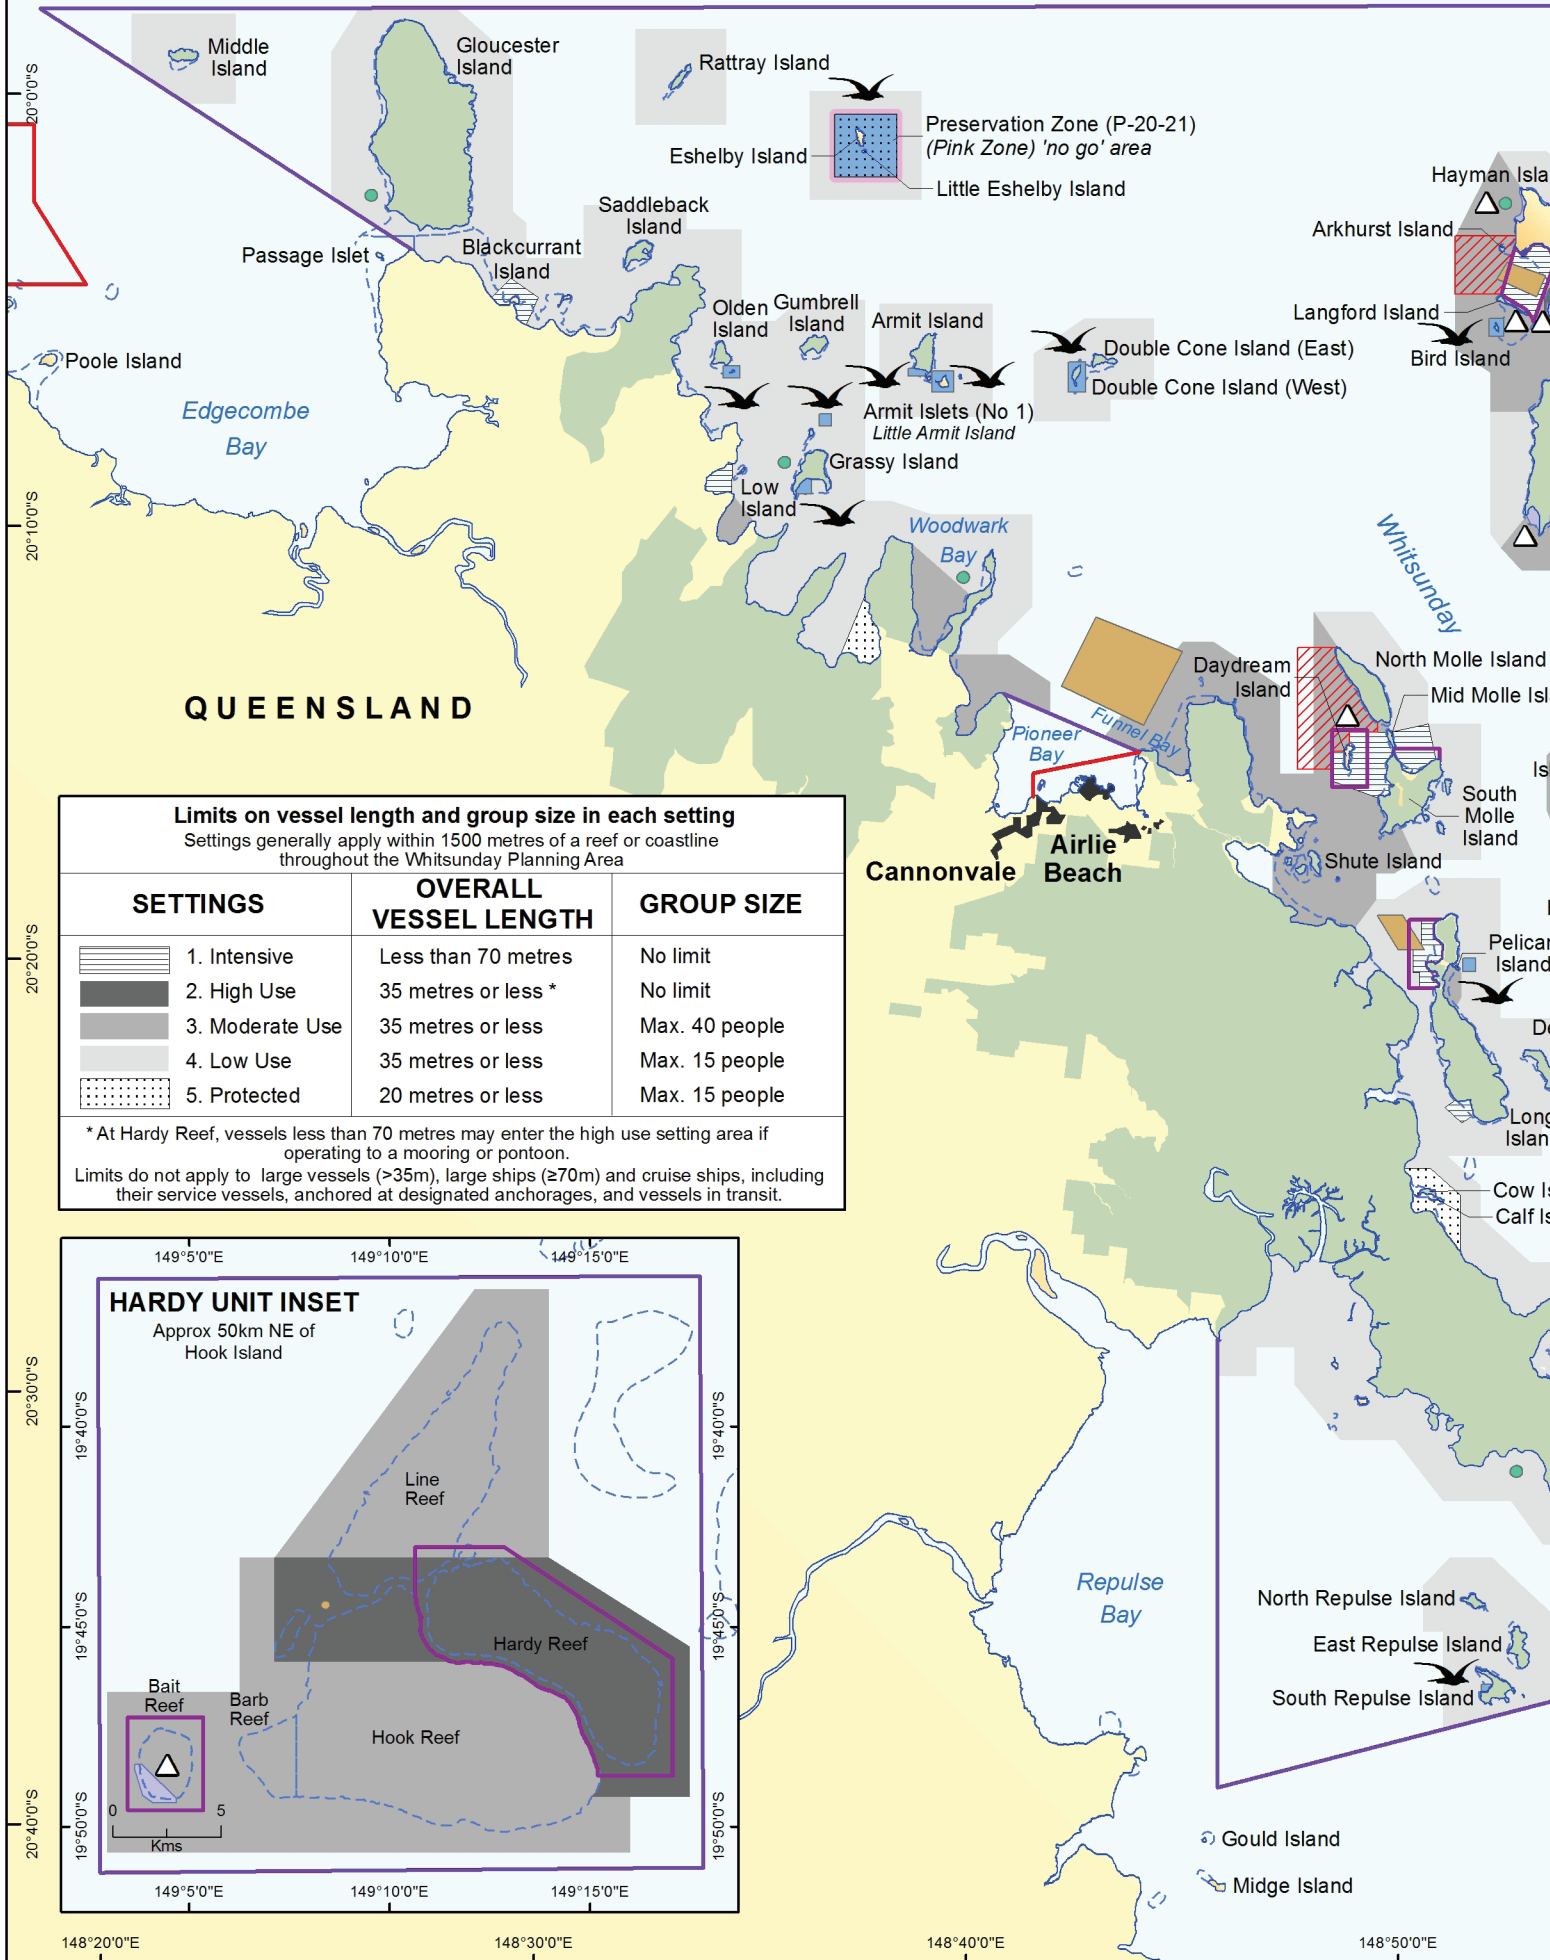 Middle
Island
Gloucester
Island
Rattray Island
Preservation Zone (P-20-21)
(Pink Zone) 'no go' area
Eshelby Island
Little Eshelby Island
20°0'0"S
Hayman Isla
Arkhurst Island
Saddleback
Island
Passage Islet
Blackcurrant
Island
Langford Island
Bird Island
Olden
Island
Gumbrell
Island
Armit Island
Double Cone Island (East)
Double Cone Island (West)
Poole Island
Edgecombe
Bay
Armit Islets (No 1)
Little Armit Island
Grassy Island
Low
Island
20°10'0"S
Woodwark
Bay
Whitsunday
QUEENSLAND
Daydream
Island
North Molle Island
Mid Molle Isl
Pioneer
Bay
Funnel Bay
Is
South
Molle
Island
Airlie
Beach
Cannonvale
Shute Island
Limits on vessel length and group size in each setting
Settings generally apply within 1500 metres of a reef or coastline
throughout the Whitsunday Planning Area
SETTINGS
OVERALL
VESSEL LENGTH
GROUP SIZE
1. Intensive
Less than 70 metres
No limit
2. High Use
35 metres or less *
No limit
3. Moderate Use
35 metres or less
Max. 40 people
4. Low Use
35 metres or less
Max. 15 people
5. Protected
20 metres or less
Max. 15 people
* At Hardy Reef, vessels less than 70 metres may enter the high use setting area if
operating to a mooring or pontoon.
Limits do not apply to large vessels (>35m), large ships (≥70m) and cruise ships, including
their service vessels, anchored at designated anchorages, and vessels in transit.
20°20'0"S
Pelican
Island
De
Long
Islan
Cow Is
Calf Is
149°5'0"E
149°10'0"E
149°15'0"E
HARDY UNIT INSET
Approx 50km NE of
Hook Island
20°30'0"S
19°40'0"S
19°40'0"S
Line
Reef
19°45'0"S
19°45'0"S
Hardy Reef
Bait
Reef
Barb
Reef
Hook Reef
0
5
Kms
19°50'0"S
19°50'0"S
149°5'0"E
149°10'0"E
149°15'0"E
Repulse
Bay
North Repulse Island
East Repulse Island
South Repulse Island
20°40'0"S
Gould Island
Midge Island
148°20'0"E
148°30'0"E
148°40'0"E
148°50'0"E